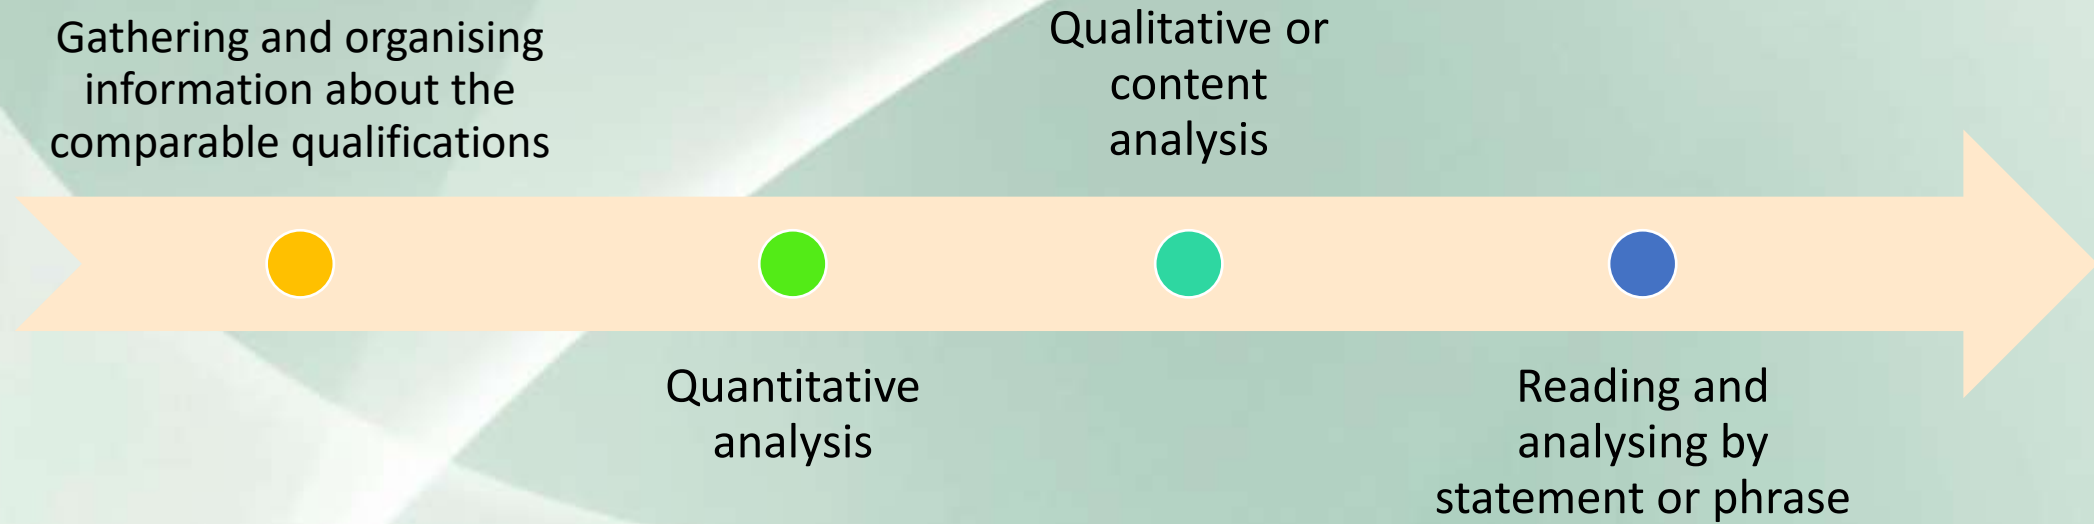 Gathering and organising
information about the
comparable qualifications
Quantitative
analysis
Qualitative or
content
analysis
Reading and
analysing by
statement or phrase